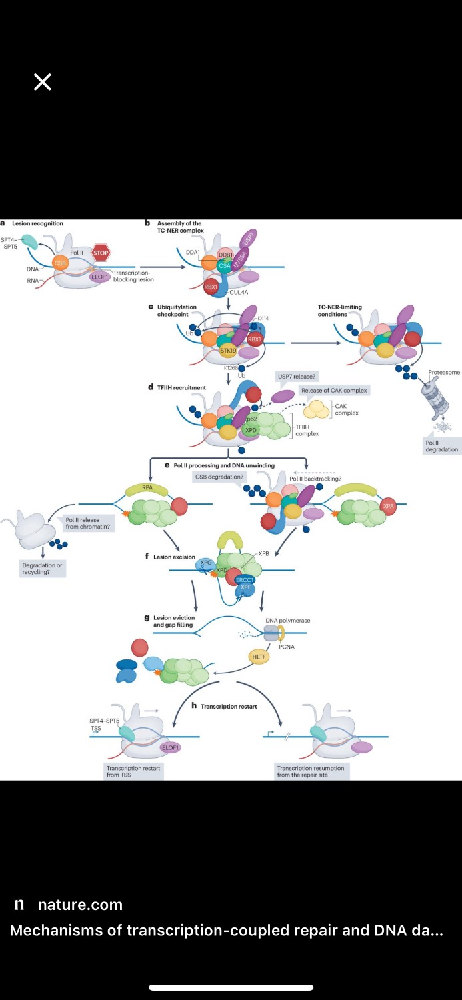 a Lesion recognition
SPT4–
SPT5
Pol II
STOP
CSB
DNA
RNA
ELOF1
Transcription-
blocking lesion
b Assembly of the
TC-NER complex
USP7
DDA1
DDB1
CSA
UVSSA
RBX1
CUL4A
c Ubiquitylation
checkpoint
K414
Ub
RBX1
STK19
K1268
Ub
TC-NER-limiting
conditions
Proteasome
Pol II
degradation
d TFIIH recruitment
USP7 release?
Release of CAK complex
CAK
complex
p62
XPD
TFIIH
complex
e Pol II processing and DNA unwinding
CSB degradation?
Pol II backtracking?
RPA
XPA
Pol II release
from chromatin?
Degradation or
recycling?
f Lesion excision
XPB
XPG
XPD
ERCC1
XPF
g Lesion eviction
and gap filling
DNA polymerase
PCNA
HLTF
h Transcription restart
SPT4–SPT5
TSS
ELOF1
Transcription restart
from TSS
Transcription resumption
from the repair site
n nature.com
Mechanisms of transcription-coupled repair and DNA da...